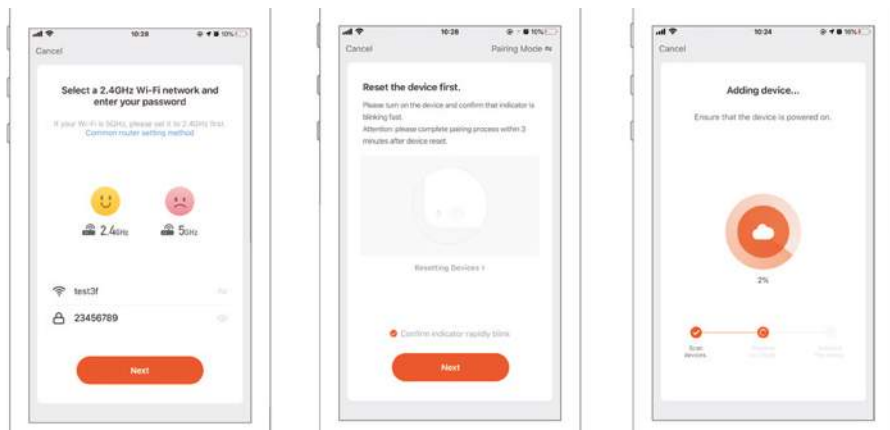 10:28
10%
Cancel
Select a 2.4GHz Wi-Fi network and
enter your password
If your Wi-Fi is 5GHz, please set it to 2.4GHz first.
Common router setting method
2.4GHz
5GHz
test3f
23456789
Next
10:28
10%
Cancel
Pairing Mode
Reset the device first.
Please turn on the device and confirm that indicator is
blinking fast.
Attention: please complete pairing process within 3
minutes after device reset.
Resetting Devices >
Confirm indicator rapidly blink
Next
10:24
10%
Cancel
Adding device...
Ensure that the device is powered on.
2%
Scan
devices.